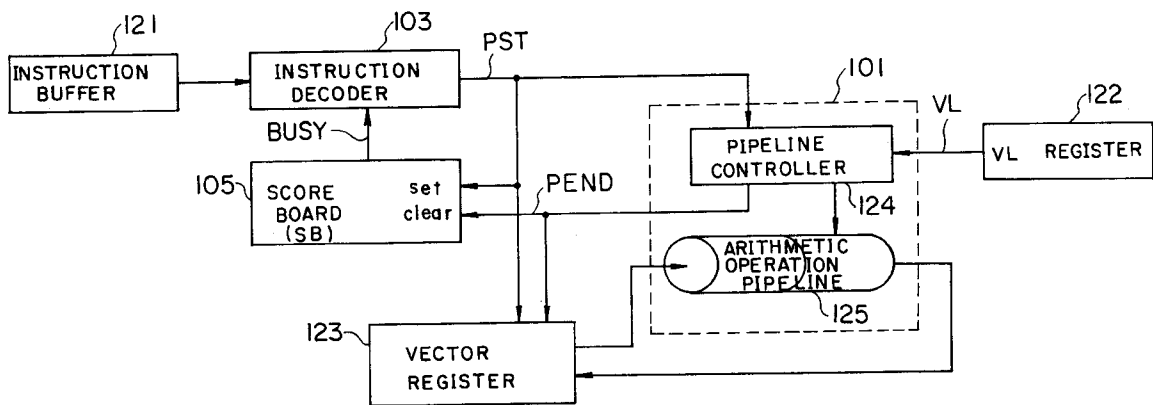 121
103
PST
INSTRUCTION
BUFFER
INSTRUCTION
DECODER
101
VL
122
BUSY
PIPELINE
CONTROLLER
VL REGISTER
105
SCORE
BOARD
(SB)
set
clear
PEND
124
ARITHMETIC
OPERATION
PIPELINE
125
123
VECTOR
REGISTER